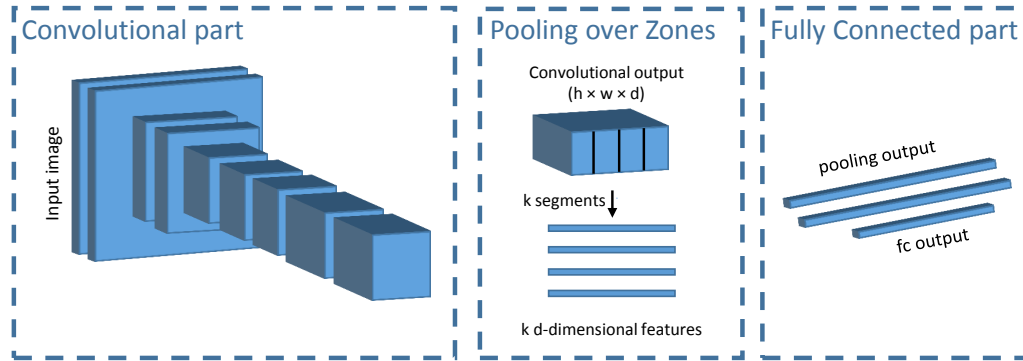 Convolutional part
Input image
Pooling over Zones
Convolutional output
(h × w × d)
k segments
k d-dimensional features
Fully Connected part
pooling output
fc output